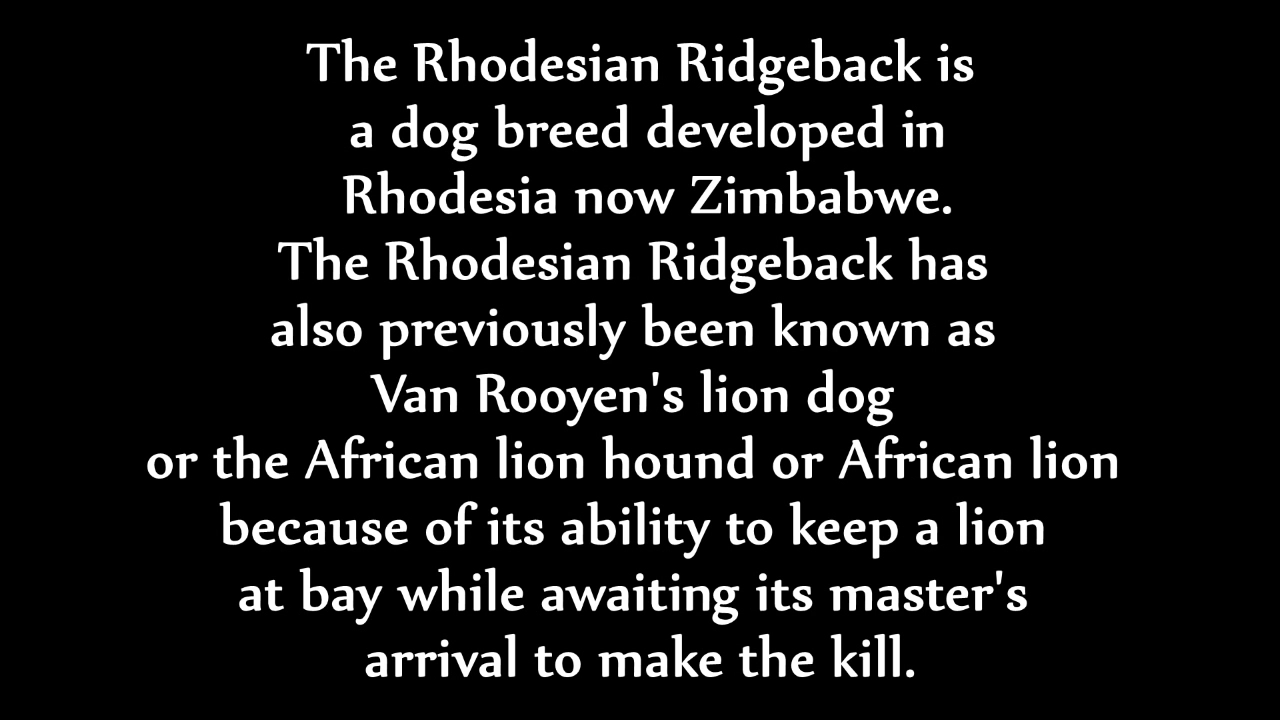 The Rhodesian Ridgeback is
a dog breed developed in
Rhodesia now Zimbabwe.
The Rhodesian Ridgeback has
also previously been known as
Van Rooyen's lion dog
or the African lion hound or African lion
because of its ability to keep a lion
at bay while awaiting its master's
arrival to make the kill.